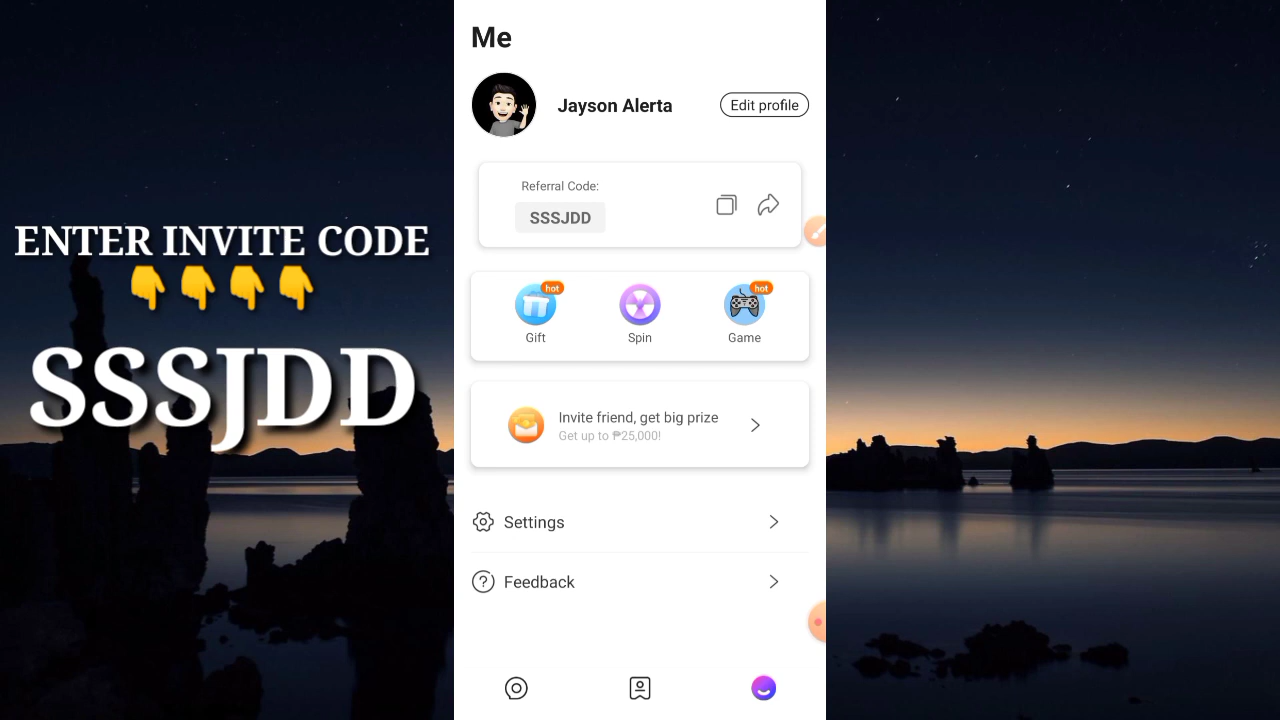 ENTER INVITE CODE
👇👇👇👇
SSSJDD
Me
Jayson Alerta
Edit profile
Referral Code:
SSSJDD
hot
hot
Gift
Spin
Game
Invite friend, get big prize
Get up to ₱25,000!
Settings
Feedback